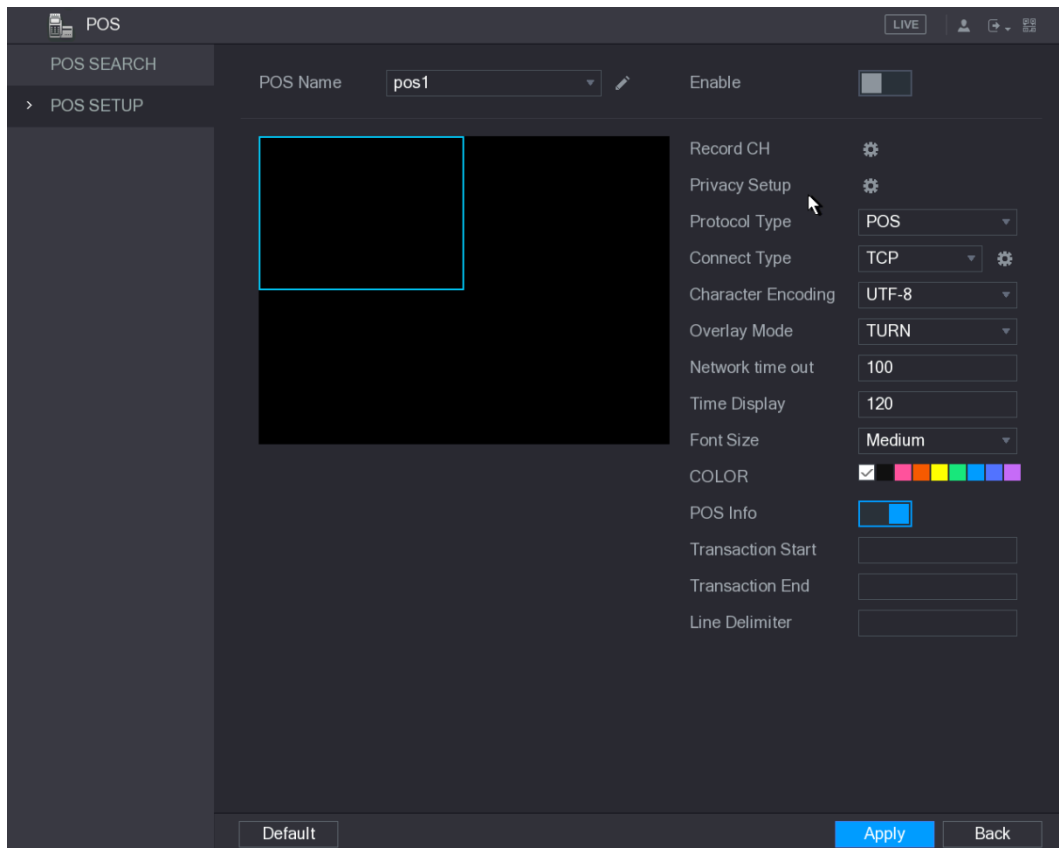 POS LIVE
POS SEARCH
POS SETUP
POS Name pos1 Enable
Record CH
Privacy Setup
Protocol Type POS
Connect Type TCP
Character Encoding UTF-8
Overlay Mode TURN
Network time out 100
Time Display 120
Font Size Medium
COLOR
POS Info
Transaction Start
Transaction End
Line Delimiter
Default Apply Back